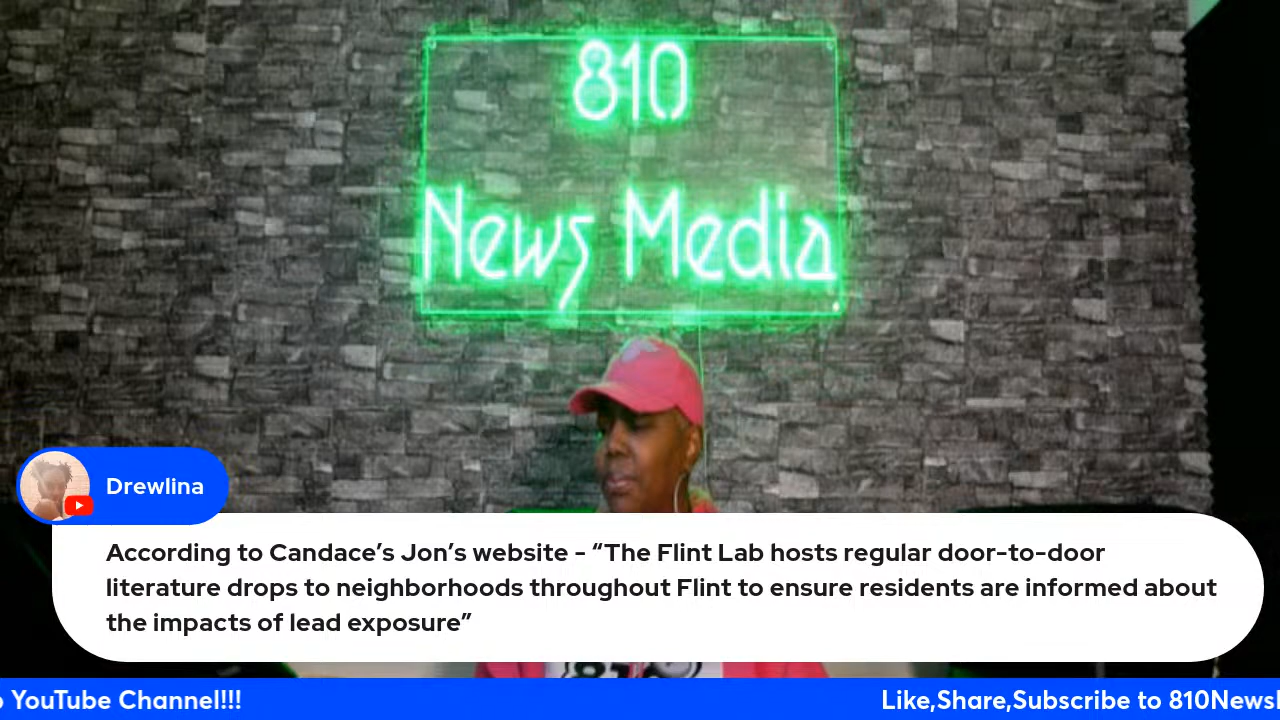 810
News Media
Drewlina
According to Candace’s Jon’s website - “The Flint Lab hosts regular door-to-door
literature drops to neighborhoods throughout Flint to ensure residents are informed about
the impacts of lead exposure”
810
YouTube Channel!!!
Like,Share,Subscribe to 810News